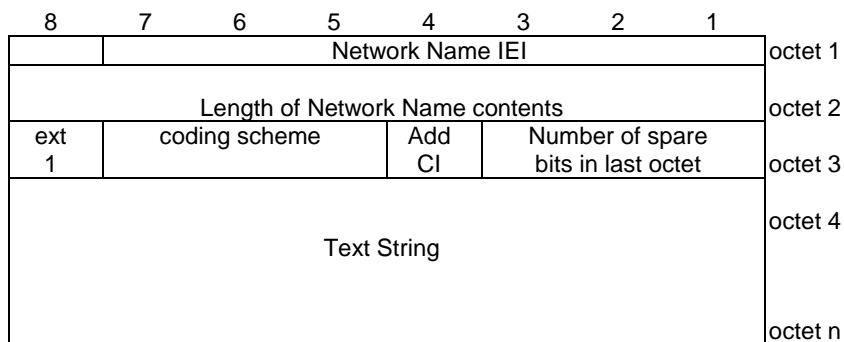 8 7 6 5 4 3 2 1
Network Name IEI octet 1
Length of Network Name contents octet 2
ext coding scheme Add Number of spare
1 CI bits in last octet octet 3
octet 4
Text String
octet n